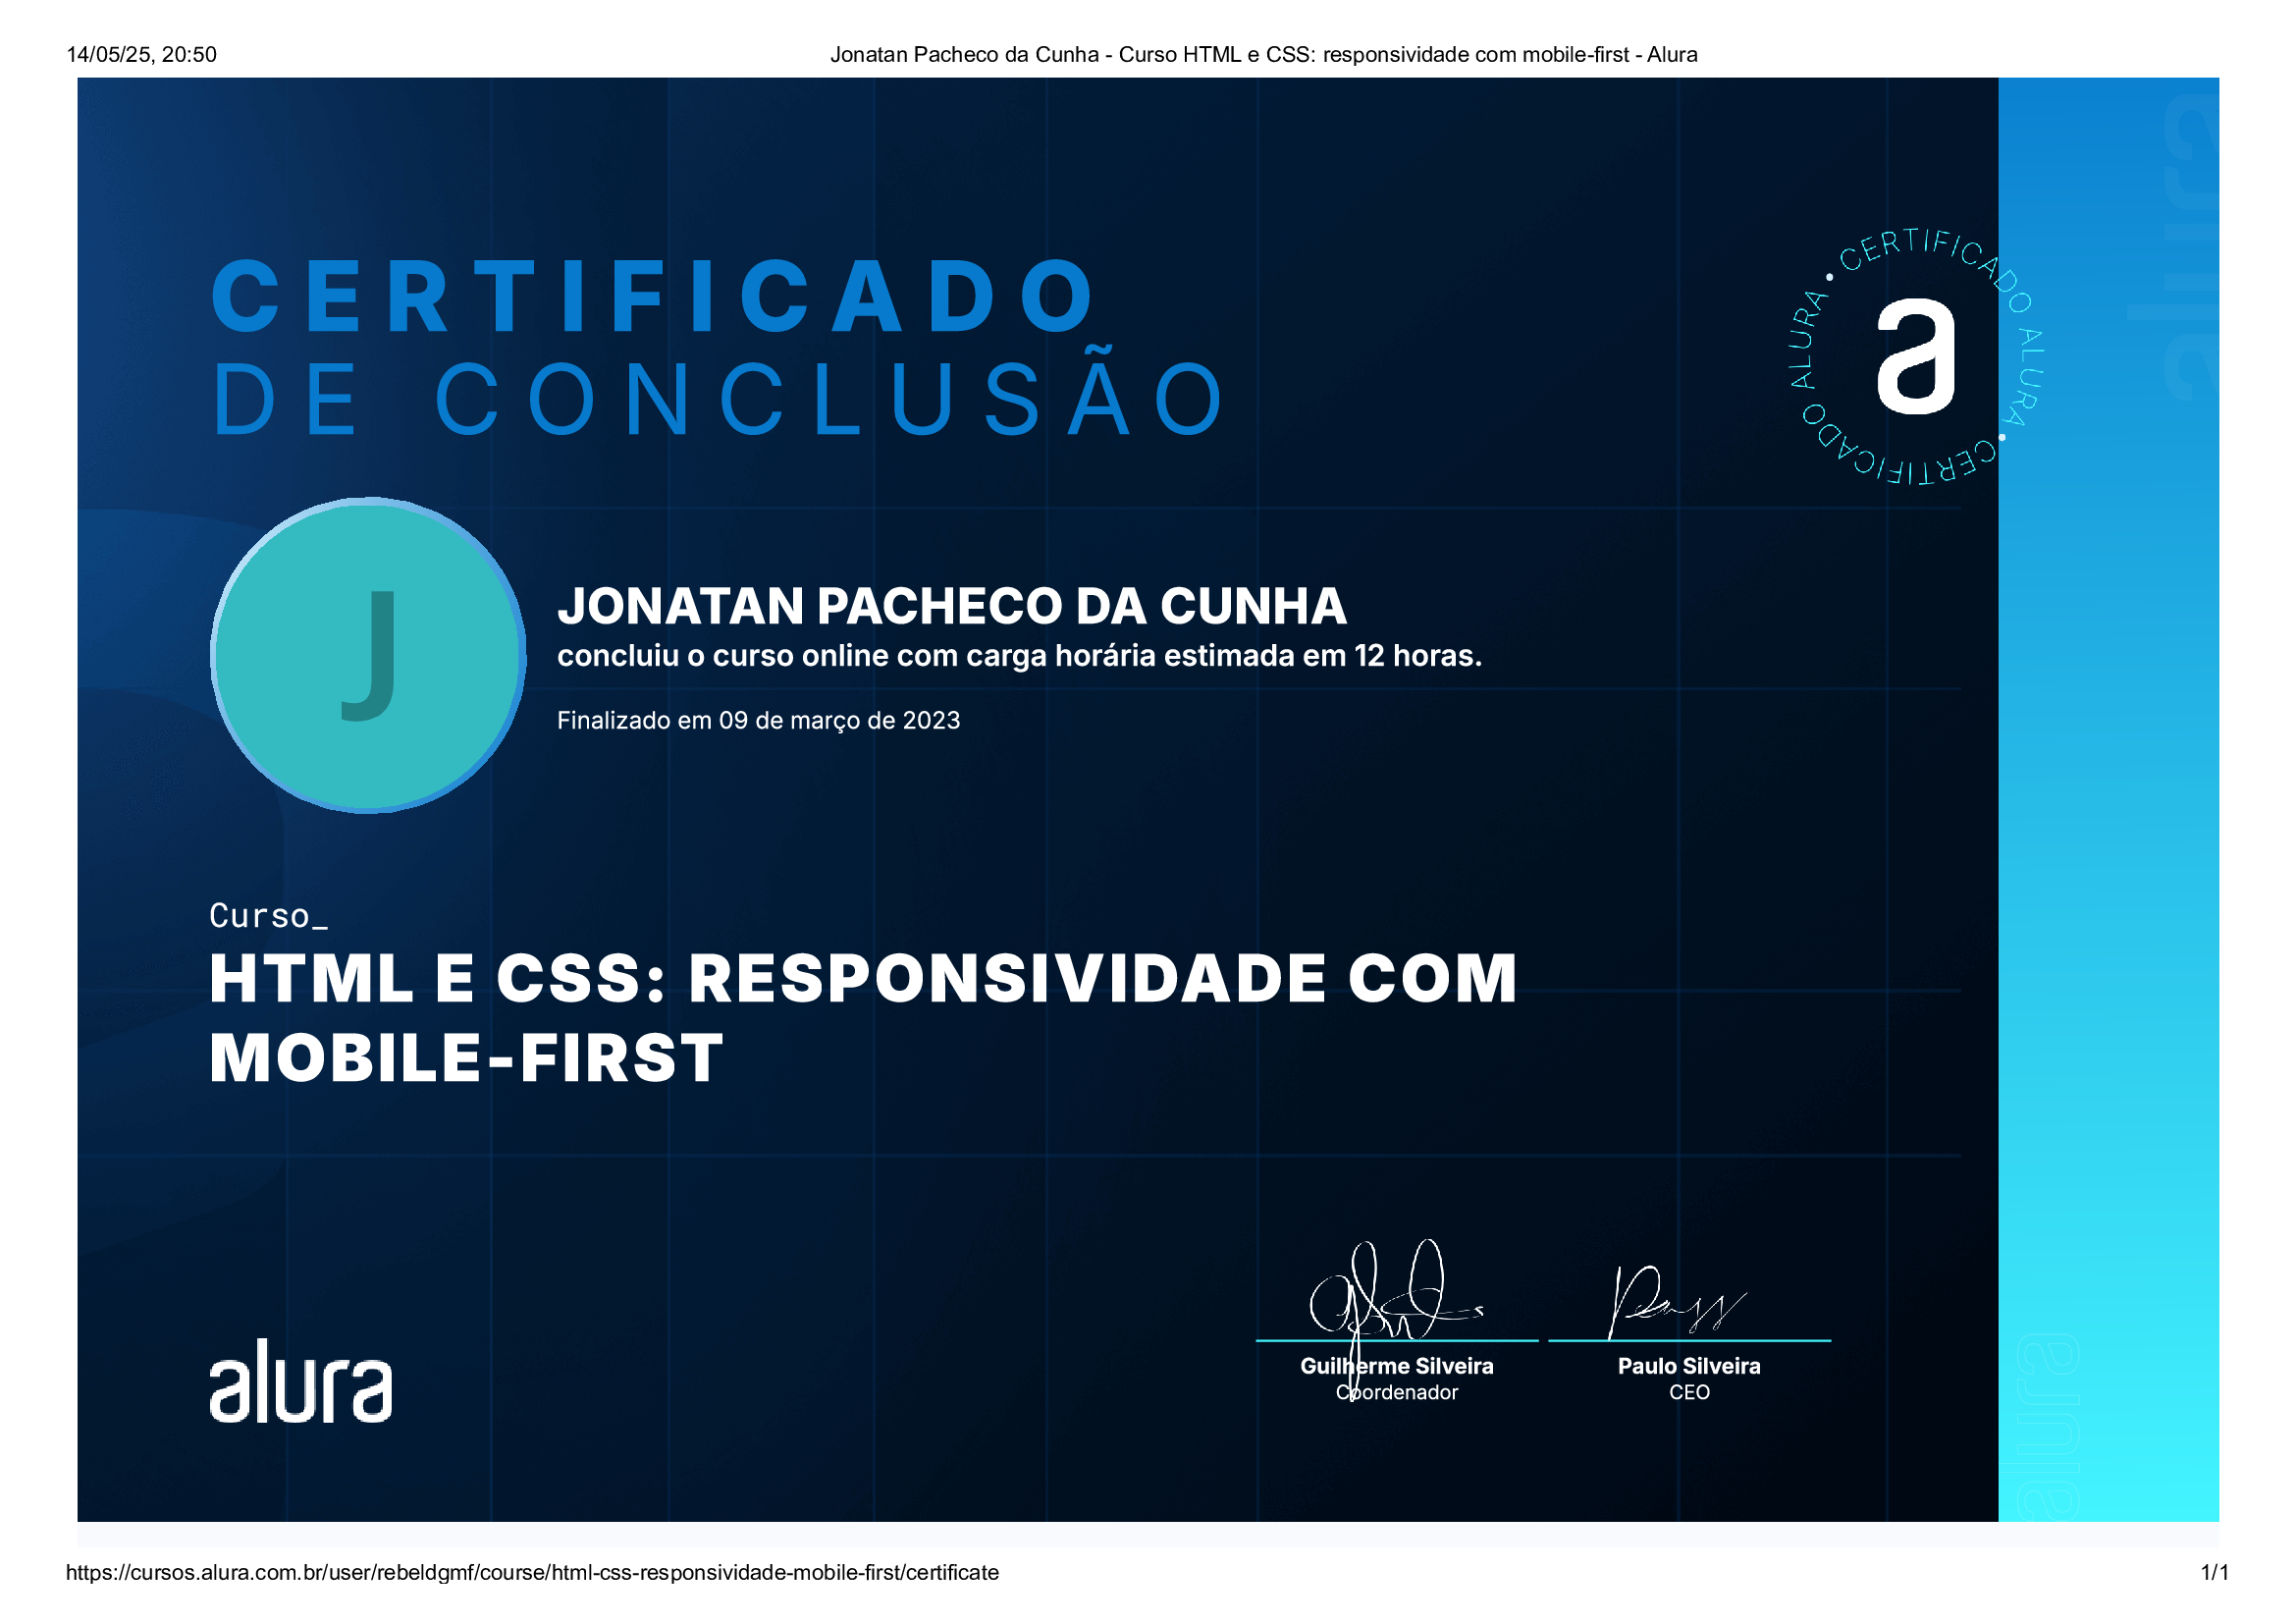 14/05/25, 20:50
Jonatan Pacheco da Cunha - Curso HTML e CSS: responsividade com mobile-first - Alura
CERTIFICADO
DE CONCLUSÃO
• CERTIFICADO ALURA • CERTIFICADO ALURA
a
alura
J
JONATAN PACHECO DA CUNHA
concluiu o curso online com carga horária estimada em 12 horas.
Finalizado em 09 de março de 2023
Curso_
HTML E CSS: RESPONSIVIDADE COM
MOBILE-FIRST
alura
Guilherme Silveira
Coordenador
Paulo Silveira
CEO
alura
https://cursos.alura.com.br/user/rebeldgmf/course/html-css-responsividade-mobile-first/certificate
1/1